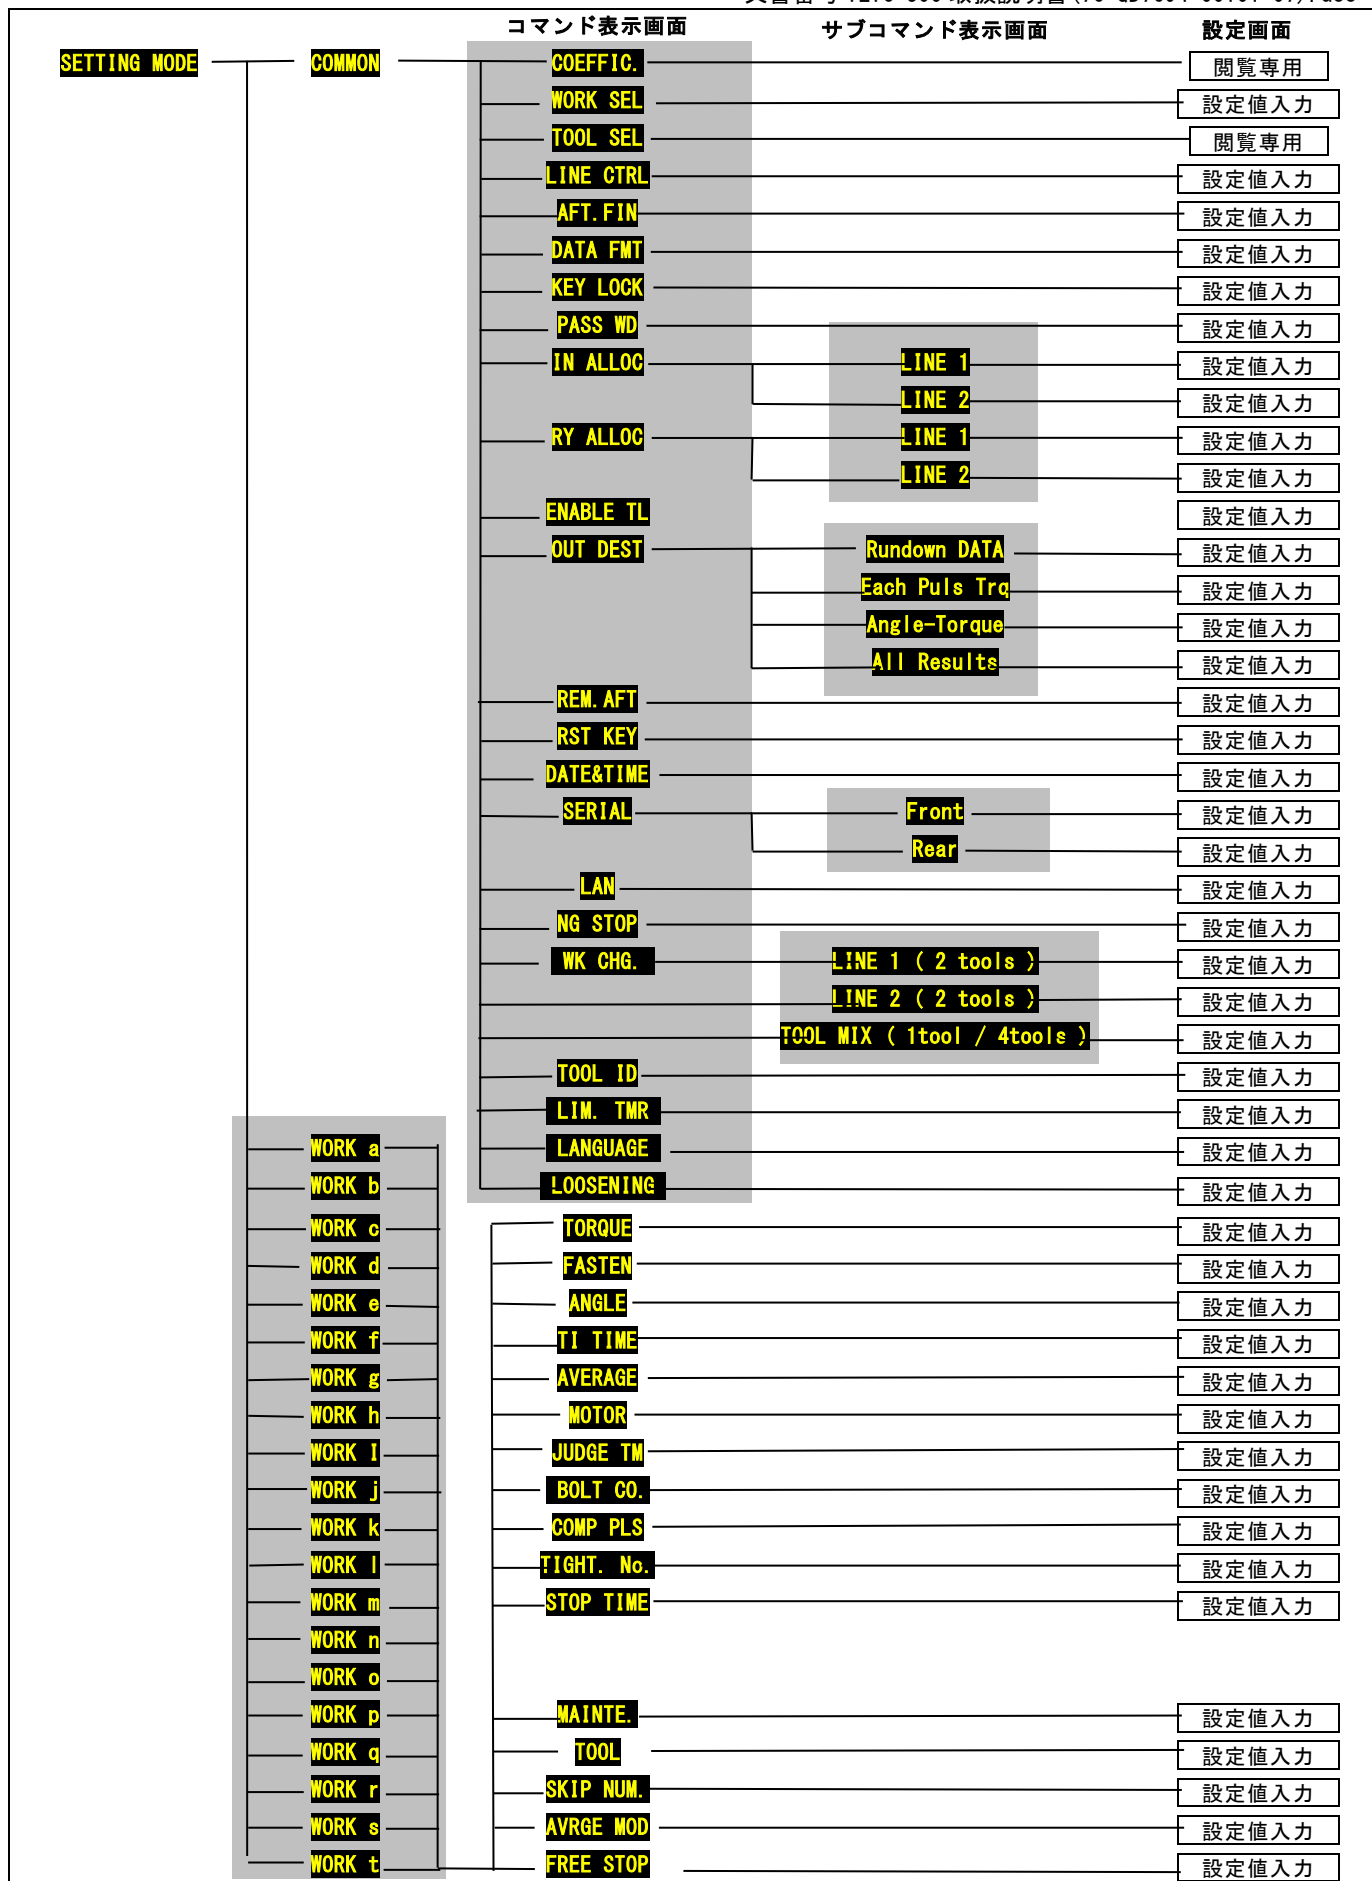 コマンド表示画面 サブコマンド表示画面 設定画面
SETTING MODE COMMON COEFFIC. 閲覧専用
WORK SEL 設定値入力
TOOL SEL 閲覧専用
LINE CTRL 設定値入力
AFT.FIN 設定値入力
DATA FMT 設定値入力
KEY LOCK 設定値入力
PASS WD 設定値入力
IN ALLOC LINE 1 設定値入力
LINE 2 設定値入力
RY ALLOC LINE 1 設定値入力
LINE 2 設定値入力
ENABLE TL 設定値入力
OUT DEST Rundown DATA 設定値入力
Each Puls Trq 設定値入力
Angle-Torque 設定値入力
All Results 設定値入力
REM.AFT 設定値入力
RST KEY 設定値入力
DATE&TIME 設定値入力
SERIAL Front 設定値入力
Rear 設定値入力
LAN 設定値入力
NG STOP 設定値入力
WK CHG. LINE 1 ( 2 tools ) 設定値入力
LINE 2 ( 2 tools ) 設定値入力
TOOL MIX ( 1tool / 4tools ) 設定値入力
TOOL ID 設定値入力
LIM. TMR 設定値入力
WORK a LANGUAGE 設定値入力
WORK b LOOSENING 設定値入力
WORK c TORQUE 設定値入力
WORK d FASTEN 設定値入力
WORK e ANGLE 設定値入力
WORK f TI TIME 設定値入力
WORK g AVERAGE 設定値入力
WORK h MOTOR 設定値入力
WORK I JUDGE TM 設定値入力
WORK j BOLT CO. 設定値入力
WORK k COMP PLS 設定値入力
WORK l TIGHT. No. 設定値入力
WORK m STOP TIME 設定値入力
WORK n
WORK o
WORK p MAINTE. 設定値入力
WORK q TOOL 設定値入力
WORK r SKIP NUM. 設定値入力
WORK s AVRGE MOD 設定値入力
WORK t FREE STOP 設定値入力